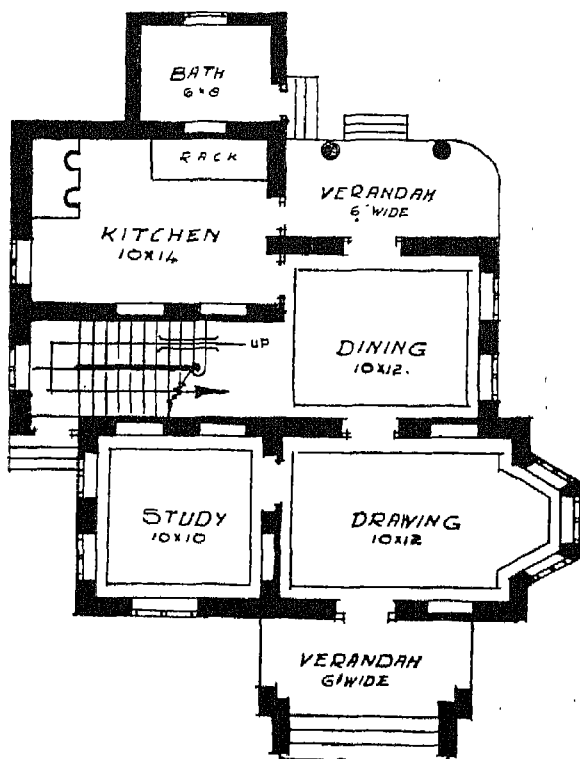 BATH
6×8
RACK
VERANDAH
6' WIDE
KITCHEN
10×14
UP
DINING
10×12.
STUDY
10×10
DRAWING
10×12
VERANDAH
6' WIDE